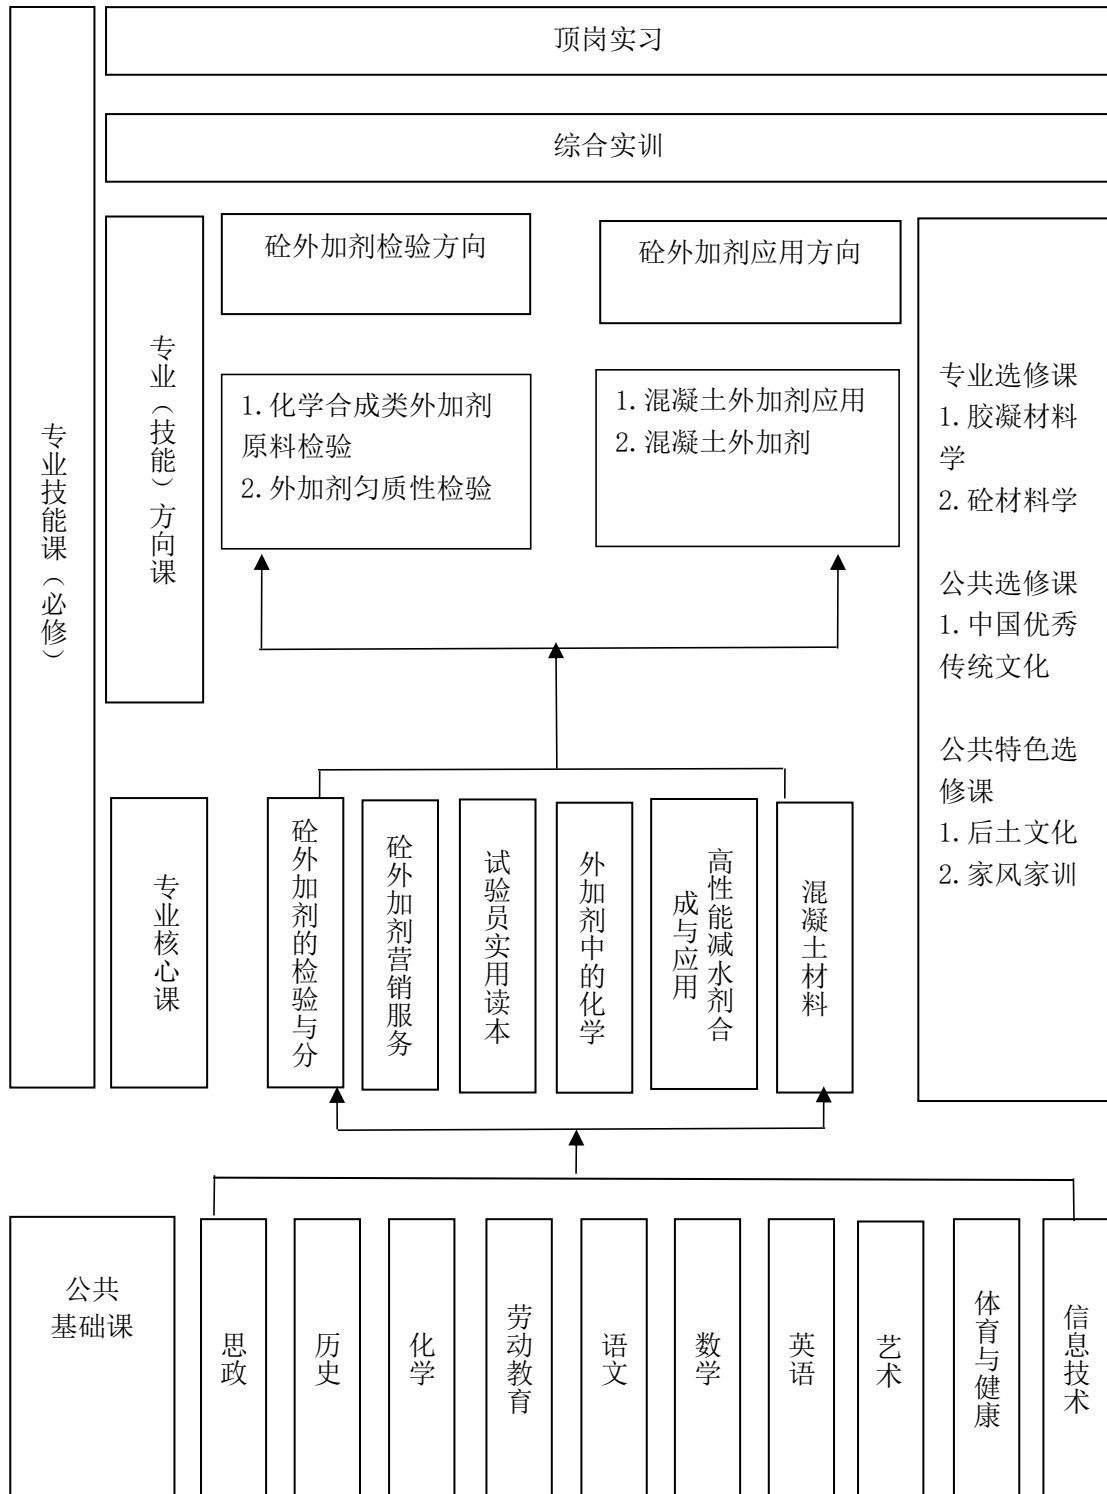 顶岗实习
综合实训
专业技能课（必修）
专业（技能）方向课
砼外加剂检验方向
砼外加剂应用方向
1.化学合成类外加剂
原料检验
2.外加剂匀质性检验
1.混凝土外加剂应用
2.混凝土外加剂
专业选修课
1.胶凝材料
学
2.砼材料学
公共选修课
1.中国优秀
传统文化
公共特色选
修课
1.后土文化
2.家风家训
专业核心课
砼外加剂的检验与分
砼外加剂营销服务
试验员实用读本
外加剂中的化学
高性能减水剂合
成与应用
混凝土材料
公共
基础课
思政
历史
化学
劳动教育
语文
数学
英语
艺术
体育与健康
信息技术